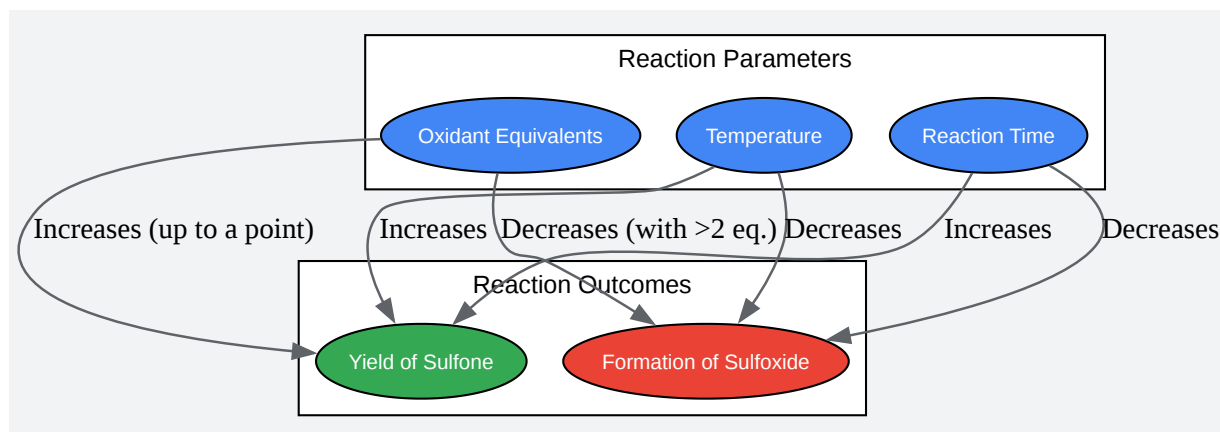 Reaction Parameters
Oxidant Equivalents
Temperature
Reaction Time
Increases (up to a point)
Increases
Decreases (with >2 eq.)
Decreases
Increases
Decreases
Reaction Outcomes
Yield of Sulfone
Formation of Sulfoxide